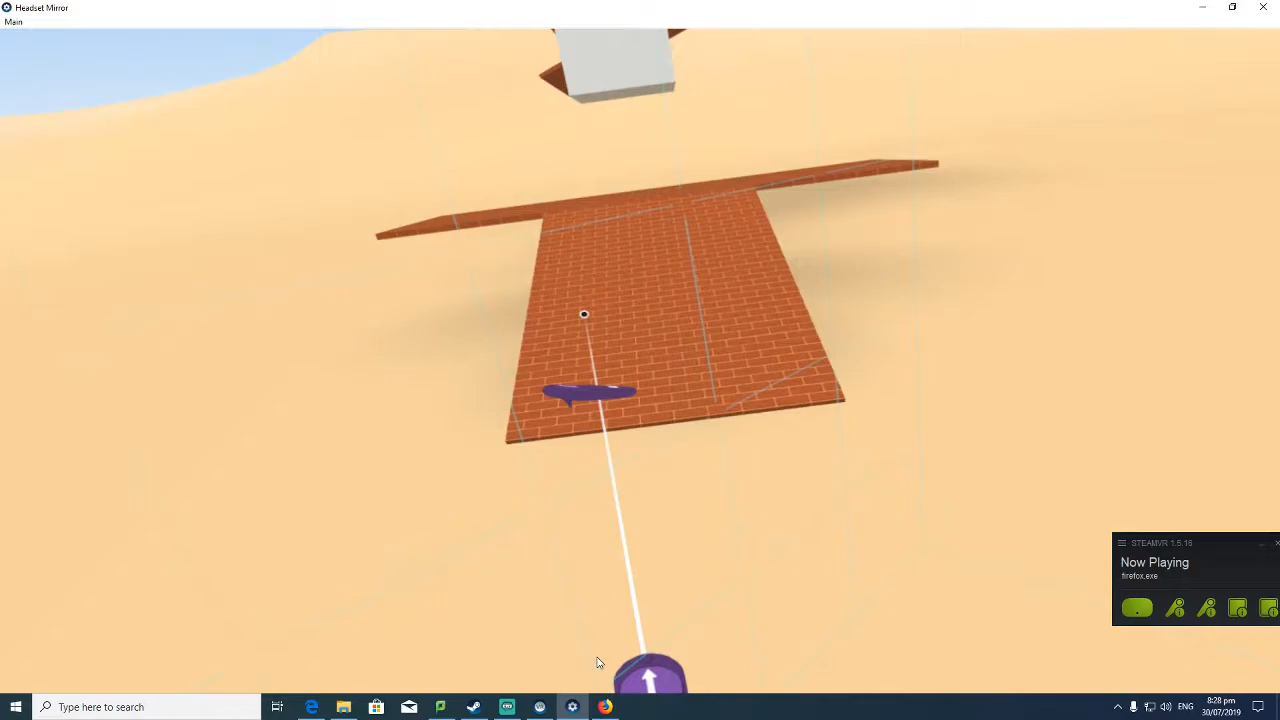 Headset Mirror
Main
STEAMVR 1.5.16
Now Playing
firefox.exe
Type here to search
ENG
8:28 pm
30/07/2019